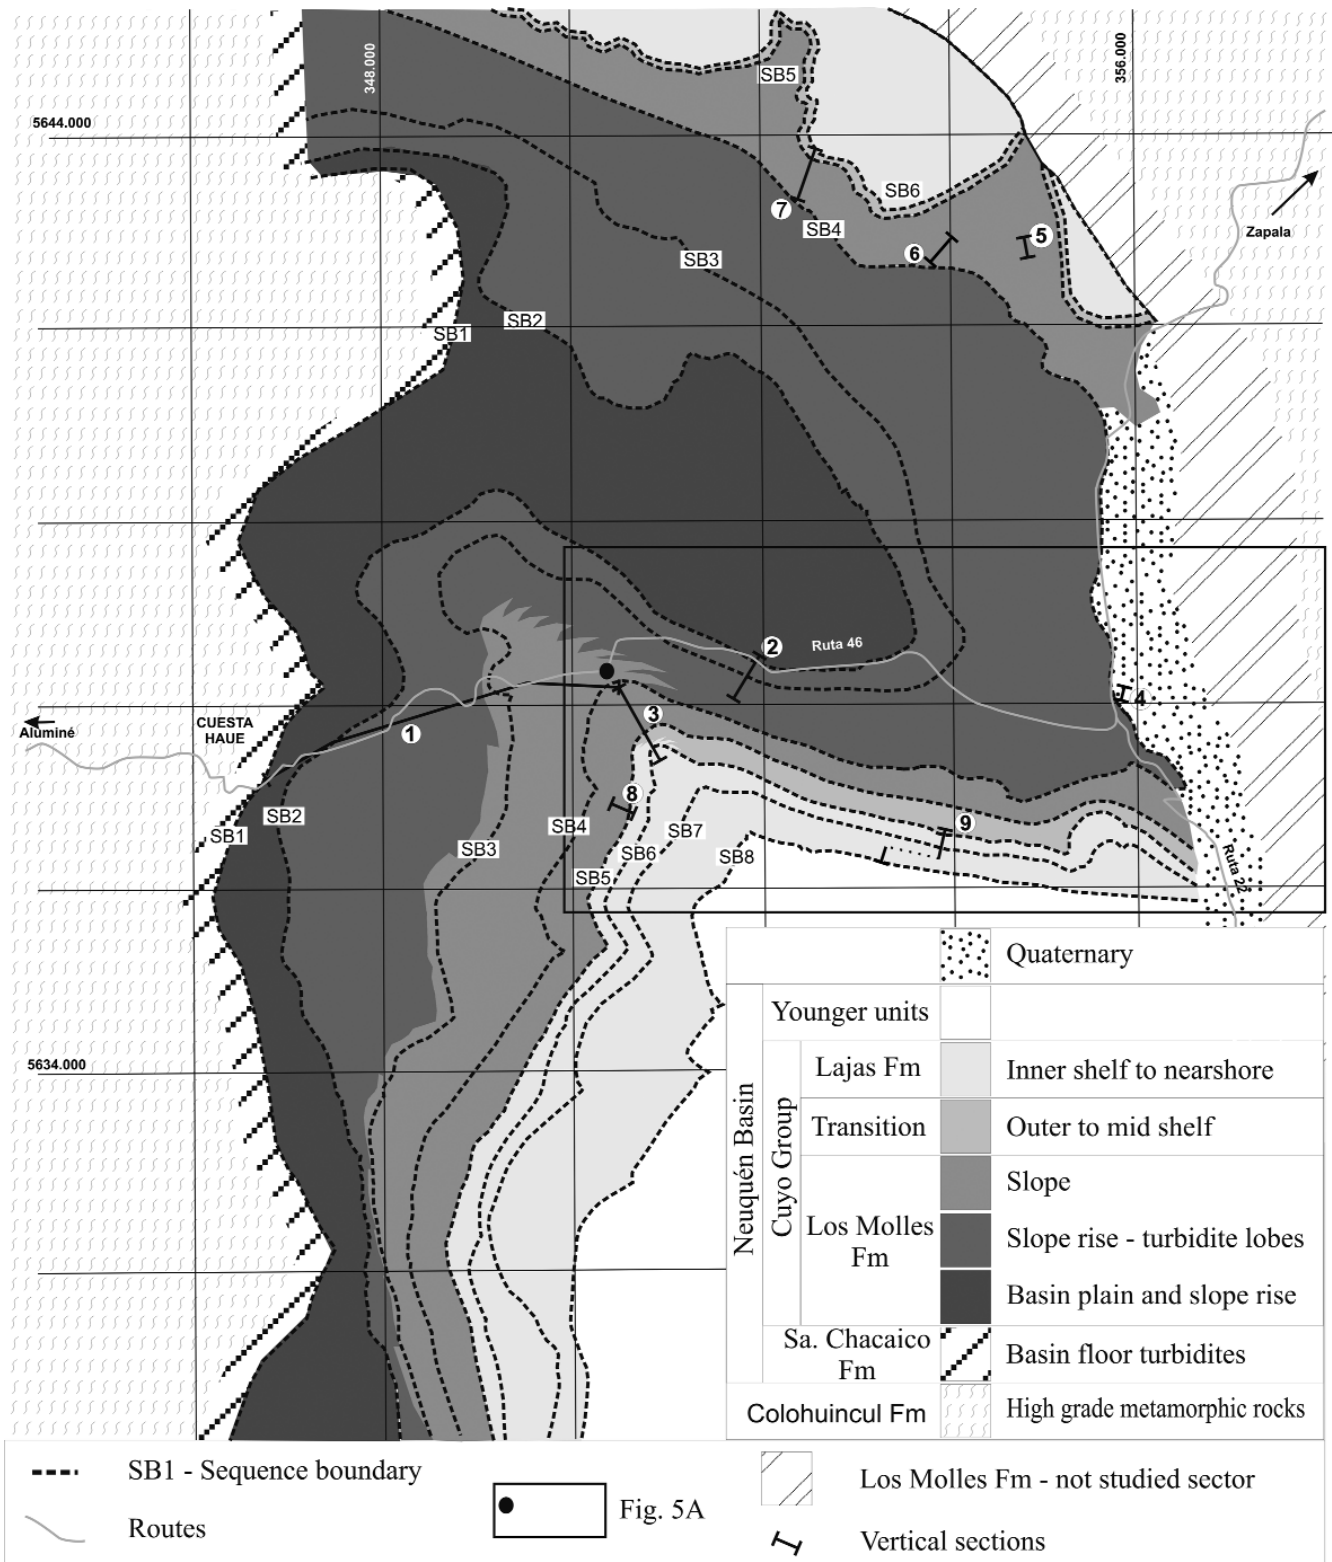 348.000
356.000
SB5
5644.000
SB6
7
SB4
6
5
Zapala
SB3
SB2
SB1
2
Ruta 46
4
3
1
CUESTA
HAUE
Aluminé
8
SB2
SB1
SB4
SB7
9
SB3
SB6
SB8
SB5
Ruta 22
5634.000
Quaternary
Younger units
Neuquén Basin
Cuyo Group
Lajas Fm
Inner shelf to nearshore
Transition
Outer to mid shelf
Slope
Los Molles
Fm
Slope rise - turbidite lobes
Basin plain and slope rise
Sa. Chacaico
Fm
Basin floor turbidites
Colohuincul Fm
High grade metamorphic rocks
SB1 - Sequence boundary
Routes
Fig. 5A
Los Molles Fm - not studied sector
Vertical sections